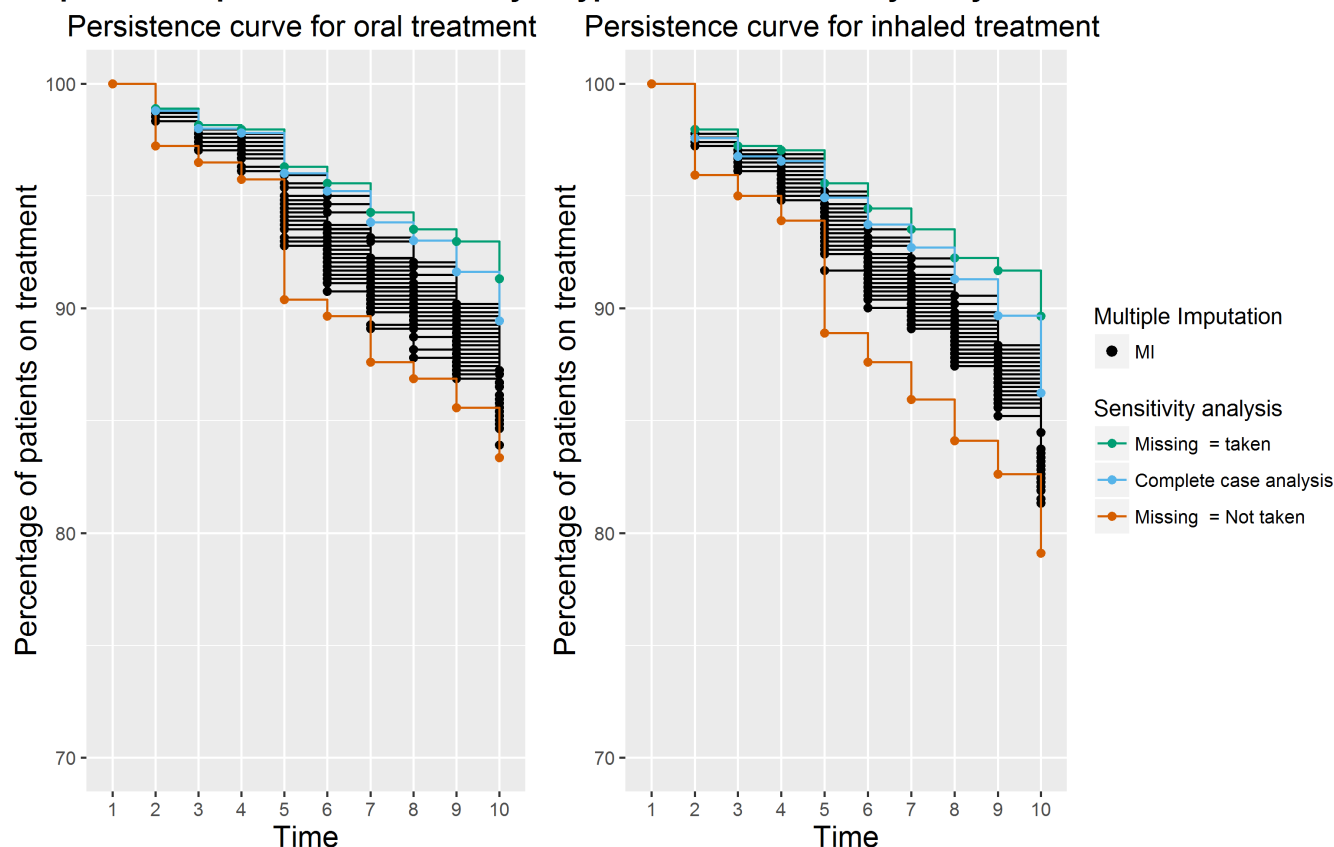 Persistence curve for oral treatment
Persistence curve for inhaled treatment
Percentage of patients on treatment
100
90
80
70
1 2 3 4 5 6 7 8 9 10
Time
Percentage of patients on treatment
100
90
80
70
1 2 3 4 5 6 7 8 9 10
Time
Multiple Imputation
MI
Sensitivity analysis
Missing = taken
Complete case analysis
Missing = Not taken